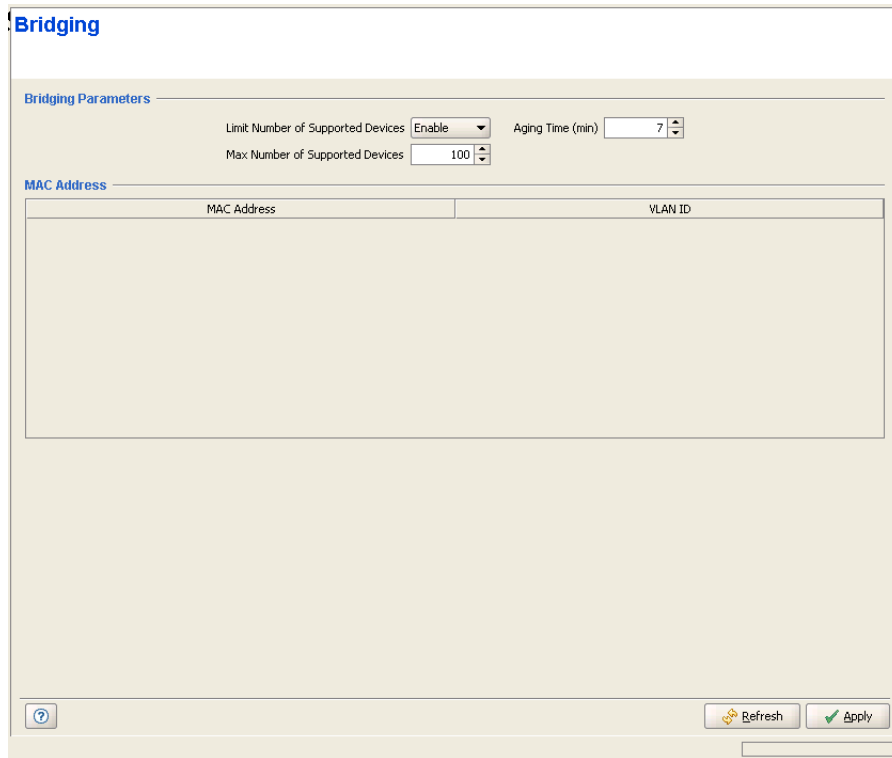 Bridging
Bridging Parameters
Limit Number of Supported Devices Enable Aging Time (min) 7
Max Number of Supported Devices 100
MAC Address
MAC Address VLAN ID
? Refresh Apply